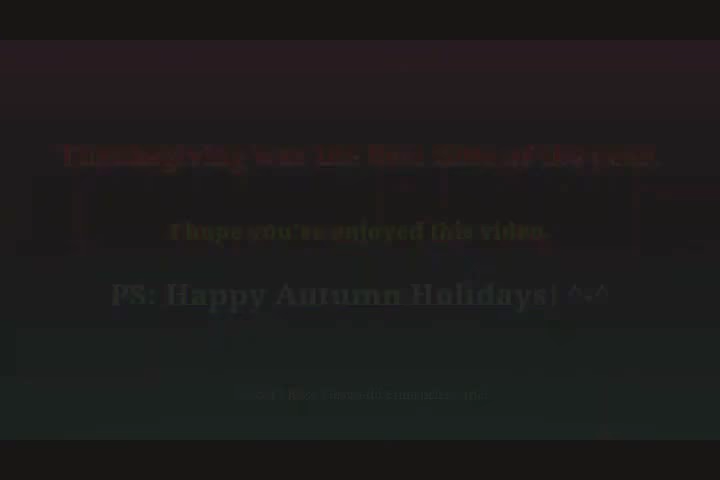 Thanksgiving was the best time of the year.
I hope you've enjoyed this video.
PS: Happy Autumn Holidays! ^-^